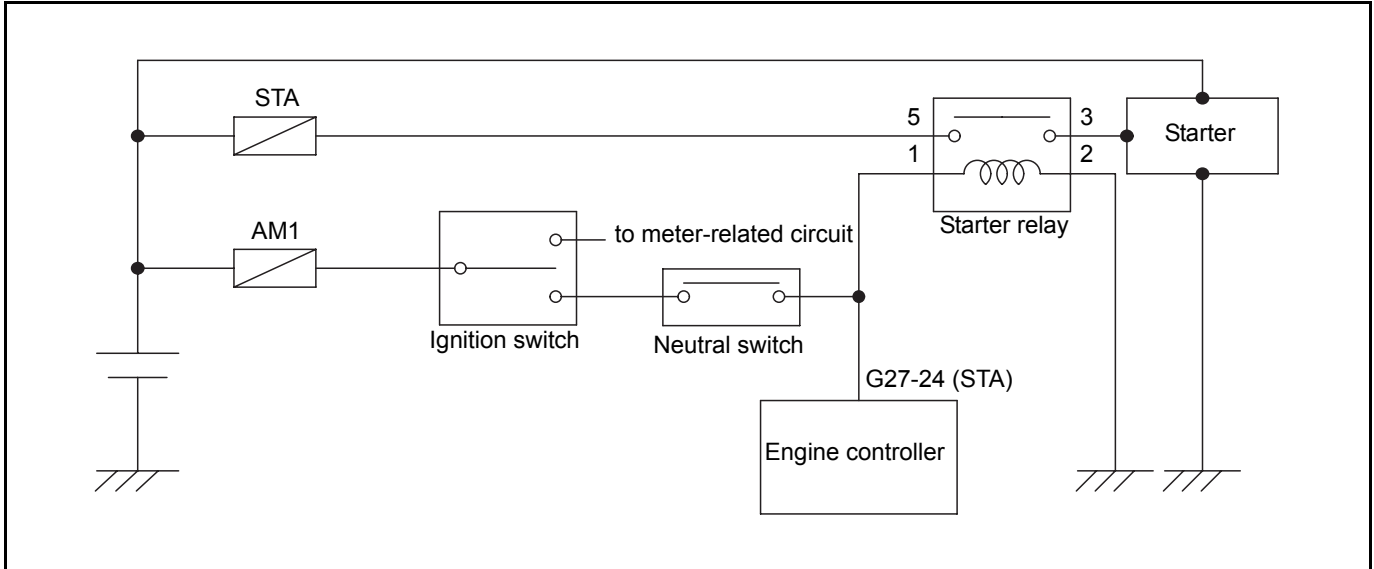 STA
5
3
Starter
1
2
AM1
Starter relay
to meter-related circuit
Ignition switch
Neutral switch
G27-24 (STA)
Engine controller